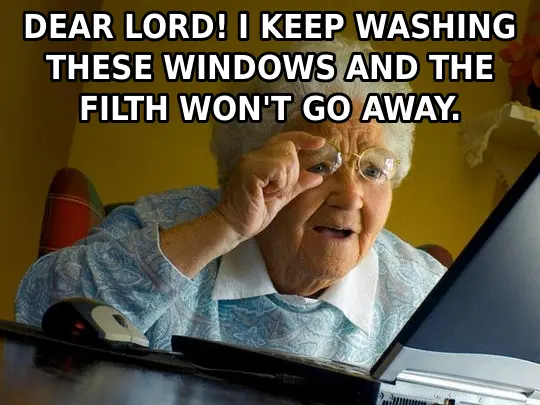 DEAR LORD! I KEEP WASHING
THESE WINDOWS AND THE
FILTH WON'T GO AWAY.